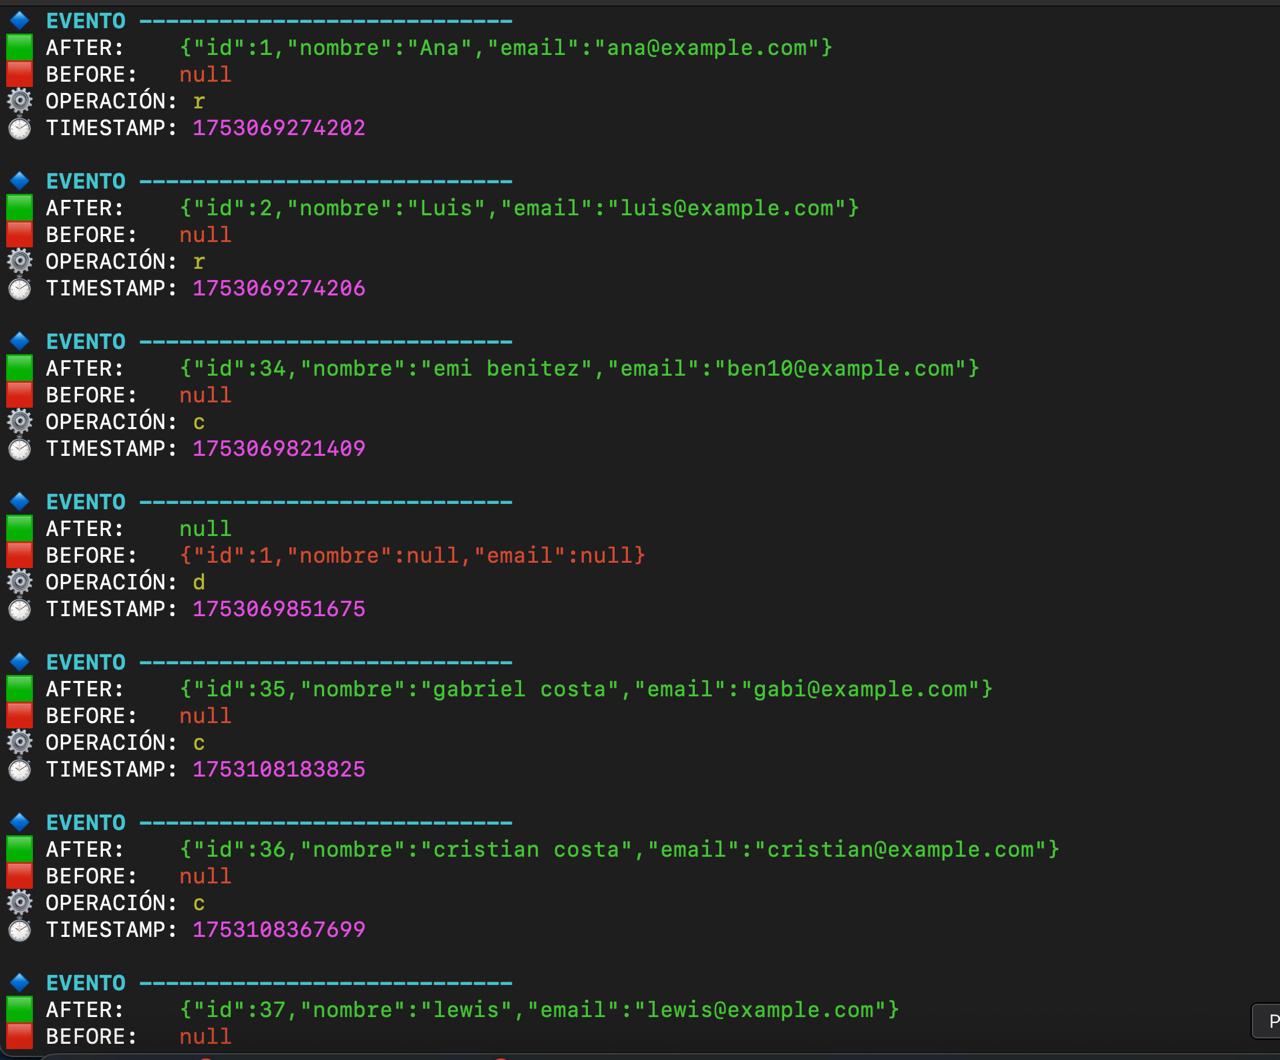 EVENTO ----------------------------
AFTER: {"id":1,"nombre":"Ana","email":"ana@example.com"}
BEFORE: null
OPERACIÓN: r
TIMESTAMP: 1753069274202
EVENTO ----------------------------
AFTER: {"id":2,"nombre":"Luis","email":"luis@example.com"}
BEFORE: null
OPERACIÓN: r
TIMESTAMP: 1753069274206
EVENTO ----------------------------
AFTER: {"id":34,"nombre":"emi benitez","email":"ben10@example.com"}
BEFORE: null
OPERACIÓN: c
TIMESTAMP: 1753069821409
EVENTO ----------------------------
AFTER: null
BEFORE: {"id":1,"nombre":null,"email":null}
OPERACIÓN: d
TIMESTAMP: 1753069851675
EVENTO ----------------------------
AFTER: {"id":35,"nombre":"gabriel costa","email":"gabi@example.com"}
BEFORE: null
OPERACIÓN: c
TIMESTAMP: 1753108183825
EVENTO ----------------------------
AFTER: {"id":36,"nombre":"cristian costa","email":"cristian@example.com"}
BEFORE: null
OPERACIÓN: c
TIMESTAMP: 1753108367699
EVENTO ----------------------------
AFTER: {"id":37,"nombre":"lewis","email":"lewis@example.com"}
BEFORE: null